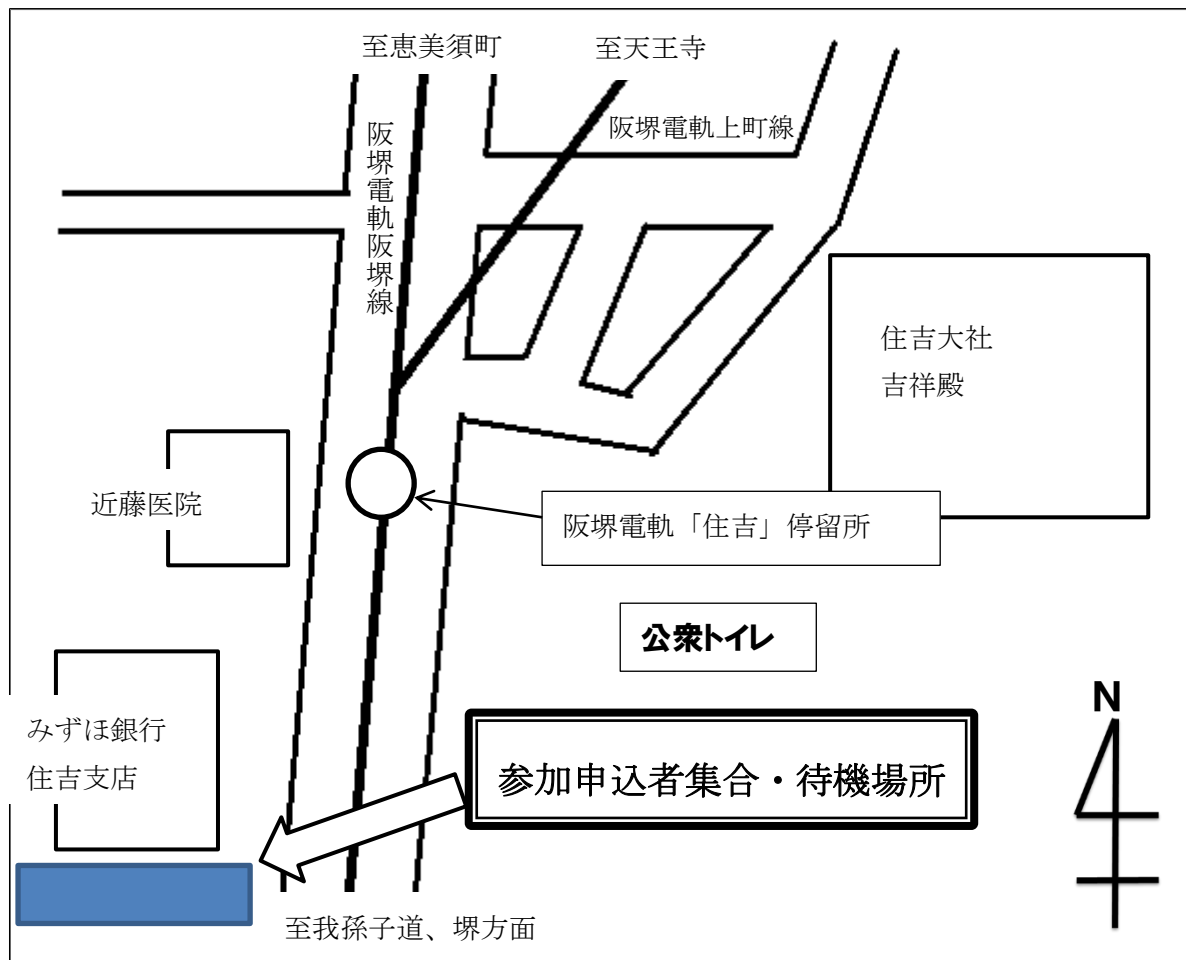 至恵美須町
至天王寺
阪堺電軌上町線
阪堺電軌阪堺線
住吉大社
吉祥殿
近藤医院
阪堺電軌「住吉」停留所
公衆トイレ
N
みずほ銀行
住吉支店
参加申込者集合・待機場所
至我孫子道、堺方面